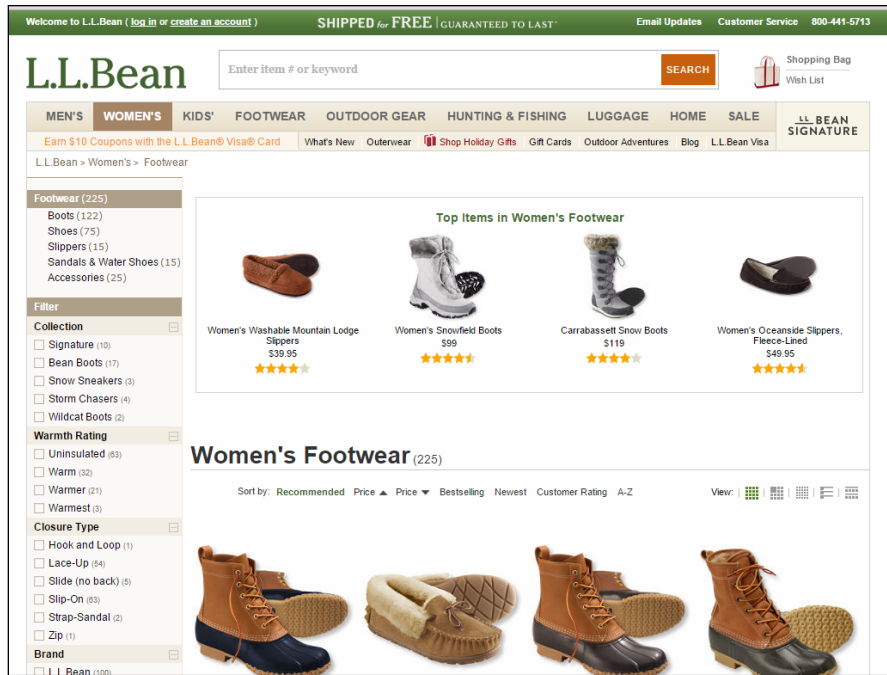 Welcome to L.L.Bean ( log in or create an account )
SHIPPED for FREE | GUARANTEED TO LAST™
Email Updates Customer Service 800-441-5713
L.L.Bean
Enter item # or keyword
SEARCH
Shopping Bag
Wish List
MEN'S WOMEN'S KIDS' FOOTWEAR OUTDOOR GEAR HUNTING & FISHING LUGGAGE HOME SALE
L.L. BEAN
SIGNATURE
Earn $10 Coupons with the L.L.Bean® Visa® Card
What's New Outerwear Shop Holiday Gifts Gift Cards Outdoor Adventures Blog L.L.Bean Visa
L.L.Bean > Women's > Footwear
Footwear (225)
Boots (122)
Shoes (75)
Slippers (15)
Sandals & Water Shoes (15)
Accessories (25)
Filter
Collection
Signature (10)
Bean Boots (17)
Snow Sneakers (3)
Storm Chasers (4)
Wildcat Boots (2)
Warmth Rating
Uninsulated (63)
Warm (32)
Warmer (21)
Warmest (3)
Closure Type
Hook and Loop (1)
Lace-Up (54)
Slide (no back) (5)
Slip-On (63)
Strap-Sandal (2)
Zip (1)
Brand
L.L.Bean (100)
Top Items in Women's Footwear
Women's Washable Mountain Lodge
Slippers
$39.95
Women's Snowfield Boots
$99
Carrabassett Snow Boots
$119
Women's Oceanside Slippers,
Fleece-Lined
$49.95
Women's Footwear (225)
Sort by: Recommended Price ▲ Price ▼ Bestselling Newest Customer Rating A-Z
View: